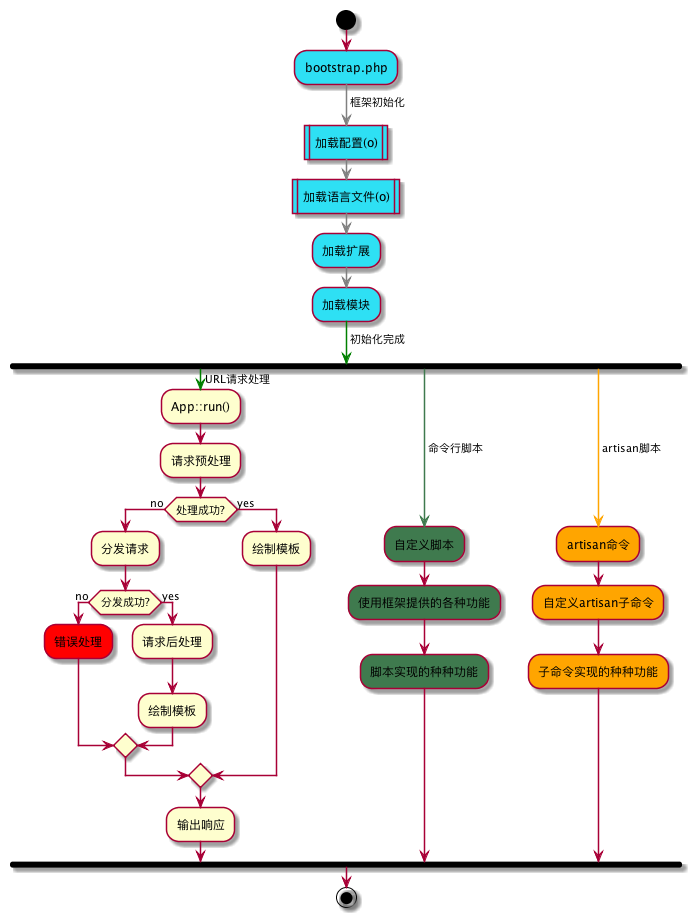 bootstrap.php
框架初始化
加载配置(o)
加载语言文件(o)
加载扩展
加载模块
初始化完成
URL请求处理
App::run()
请求预处理
no
处理成功?
yes
分发请求
绘制模板
no
分发成功?
yes
错误处理
请求后处理
绘制模板
输出响应
命令行脚本
自定义脚本
使用框架提供的各种功能
脚本实现的种种功能
artisan脚本
artisan命令
自定义artisan子命令
子命令实现的种种功能